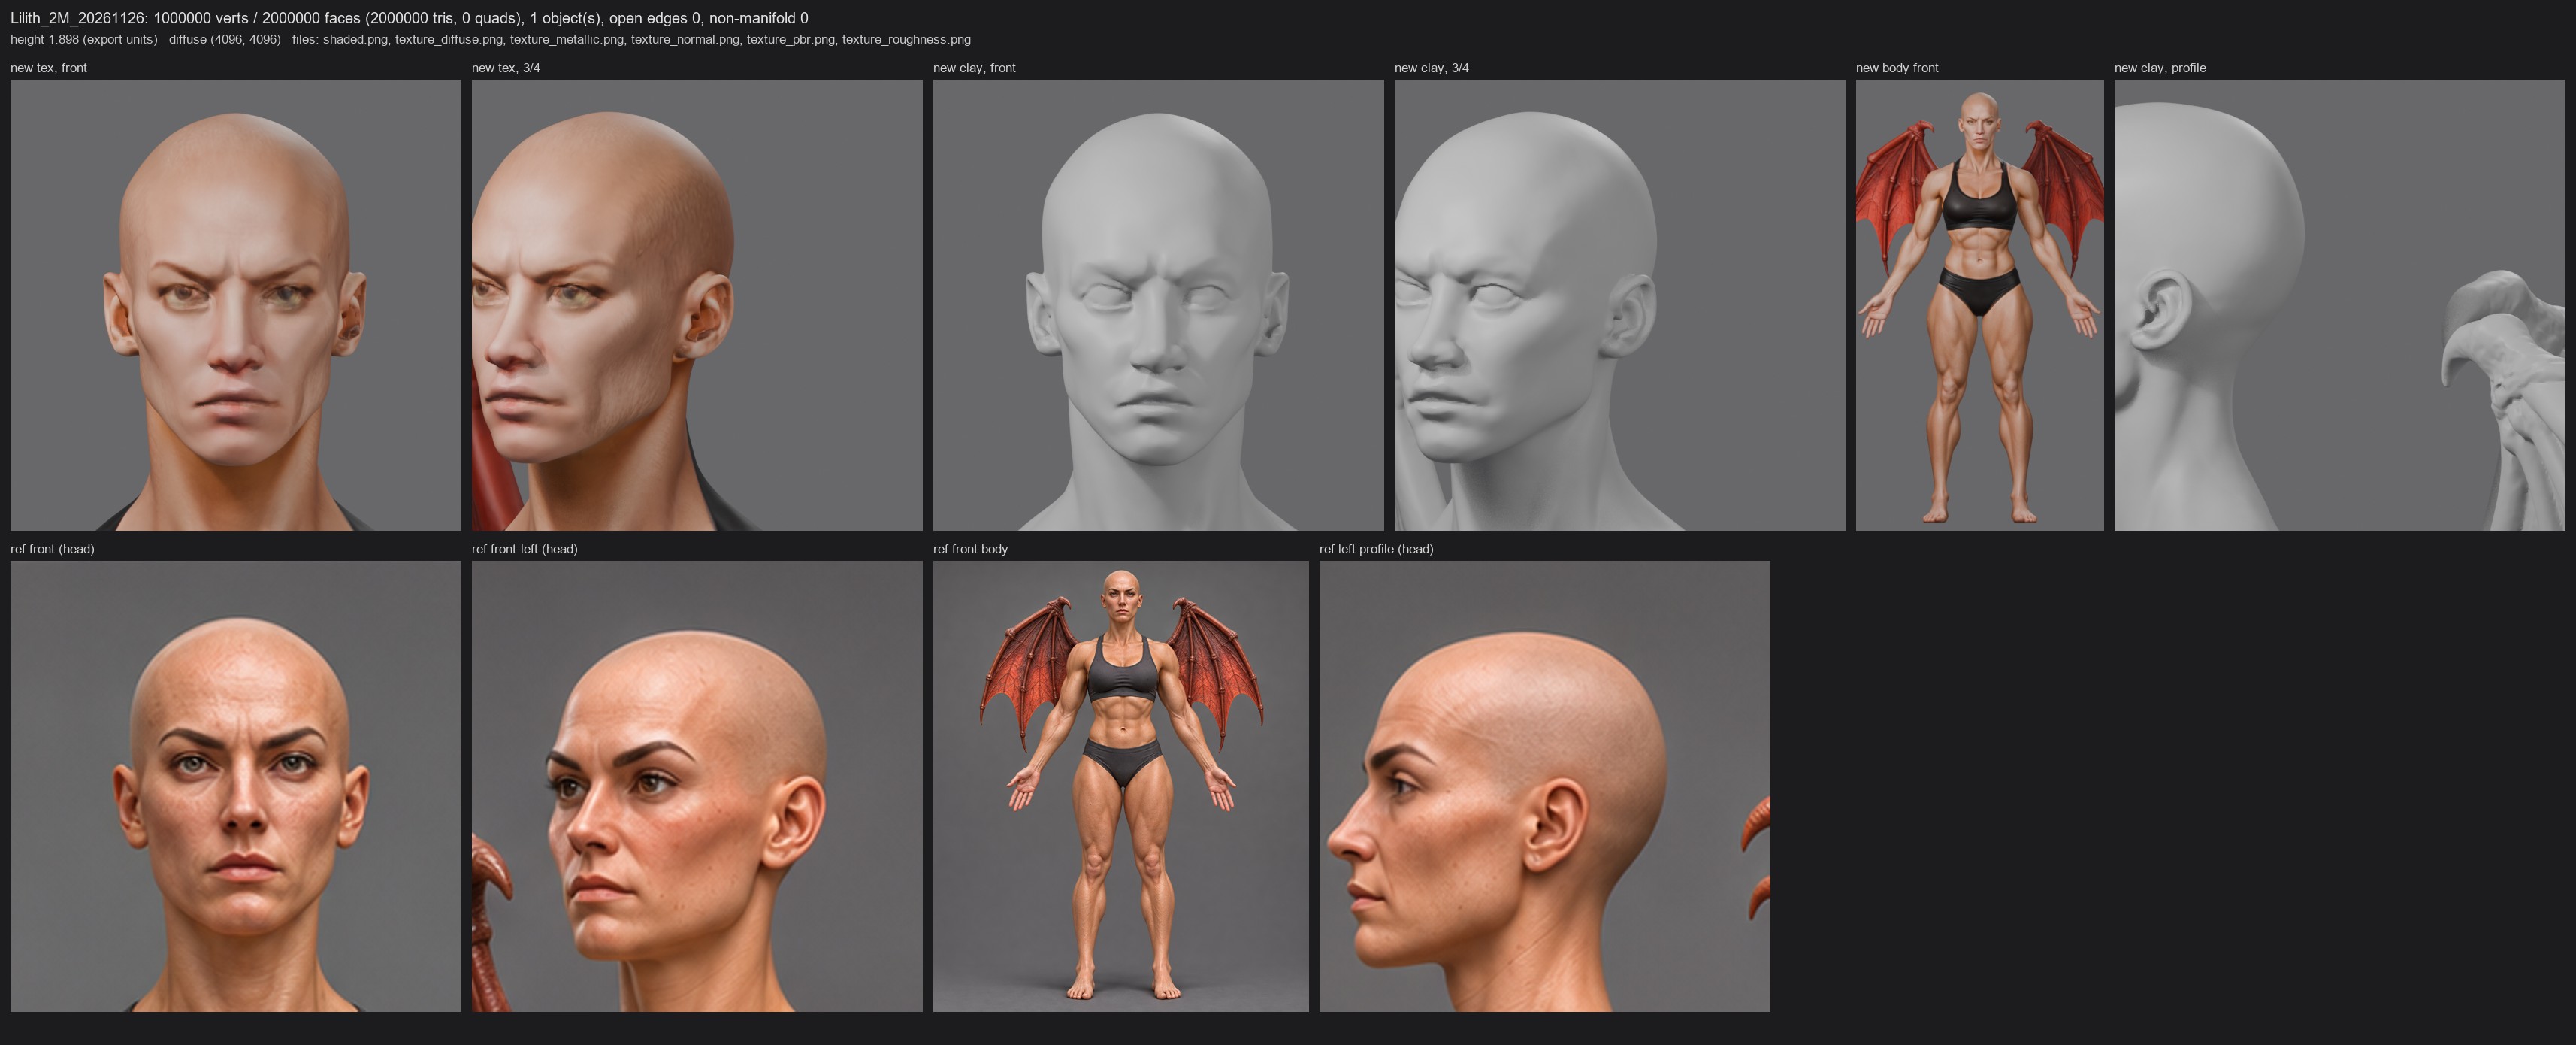 Lilith_2M_20261126: 1000000 verts / 2000000 faces (2000000 tris, 0 quads), 1 object(s), open edges 0, non-manifold 0
height 1.898 (export units) diffuse (4096, 4096) files: shaded.png, texture_diffuse.png, texture_metallic.png, texture_normal.png, texture_pbr.png, texture_roughness.png
new tex, front
new tex, 3/4
new clay, front
new clay, 3/4
new body front
new clay, profile
ref front (head)
ref front-left (head)
ref front body
ref left profile (head)